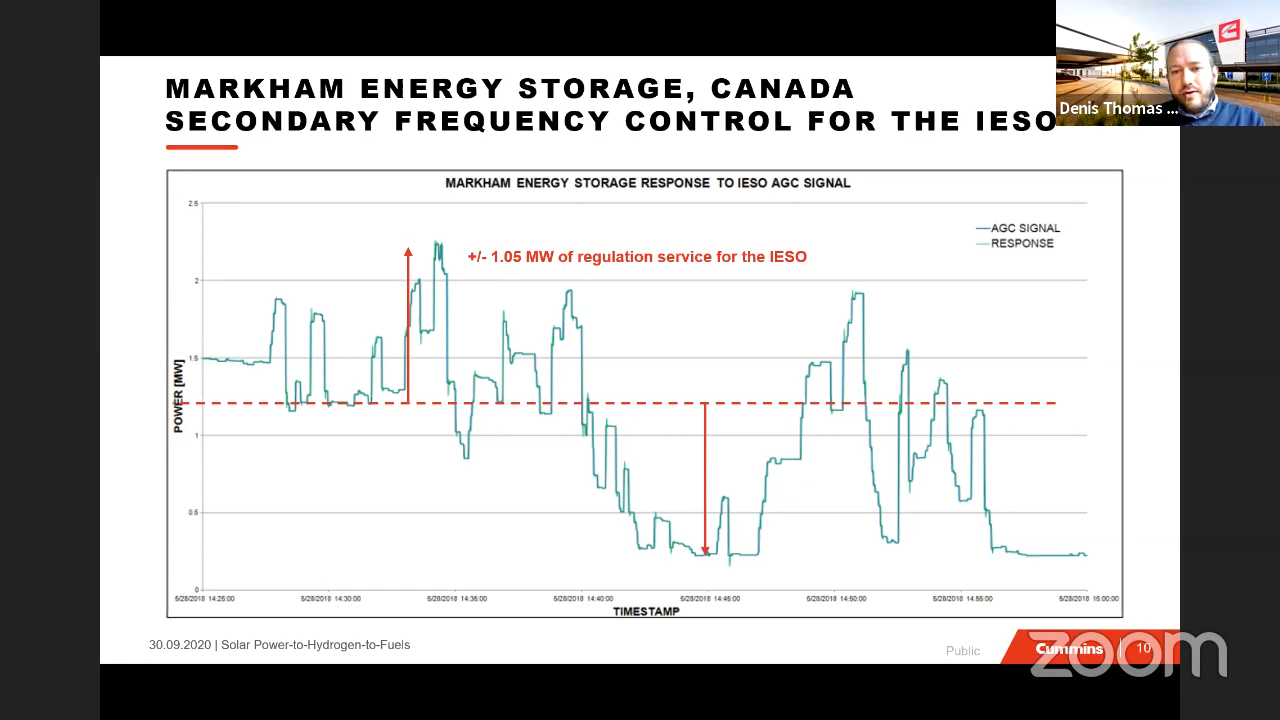 MARKHAM ENERGY STORAGE, CANADA
SECONDARY FREQUENCY CONTROL FOR THE IESO
Denis Thomas ...
MARKHAM ENERGY STORAGE RESPONSE TO IESO AGC SIGNAL
2.5
AGC SIGNAL
RESPONSE
+/- 1.05 MW of regulation service for the IESO
2
1.5
POWER [MW]
1
0.5
0
5/28/2018 14:25:00 5/28/2018 14:30:00 5/28/2018 14:35:00 5/28/2018 14:40:00 5/28/2018 14:45:00 5/28/2018 14:50:00 5/28/2018 14:55:00 5/28/2018 15:00:00
TIMESTAMP
30.09.2020 | Solar Power-to-Hydrogen-to-Fuels
Public
Cummins
10
zoom